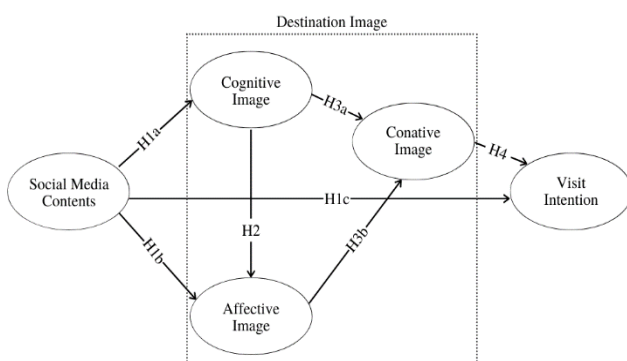 Destination Image
Cognitive
Image
H3a
Conative
Image
H1a
H4
Social Media
Contents
Visit
Intention
H1c
H2
H3b
H1b
Affective
Image